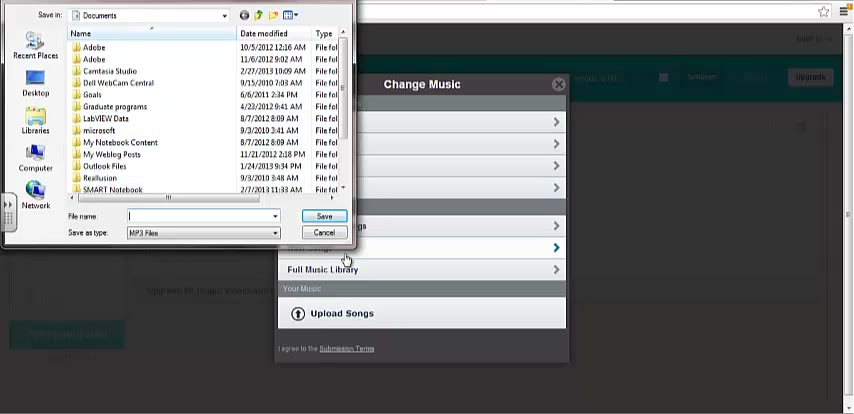 Save in: Documents
Name Date modified Type
Recent Places
Desktop
Libraries
Computer
Network
Adobe 10/5/2012 12:16 AM File fol
Adobe 11/6/2012 9:02 AM File fol
Camtasia Studio 2/27/2013 10:09 AM File fol
Dell WebCam Central 9/15/2010 7:03 AM File fol
Goals 6/6/2011 2:34 PM File fol
Graduate programs 4/23/2012 9:41 AM File fol
LabVIEW Data 8/7/2012 8:09 AM File fol
microsoft 9/3/2010 3:41 AM File fol
My Notebook Content 8/7/2012 8:09 AM File fol
My Weblog Posts 11/21/2012 2:18 PM File fol
Outlook Files 1/24/2013 9:34 PM File fol
Reallusion 9/3/2010 3:48 AM File fol
SMART Notebook 2/7/2013 11:33 AM File fol
File name: Save
Save as type: MP3 Files Cancel
Change Music
Settings
Upgrade
Full Music Library
Your Music
Upload Songs
I agree to the Submission Terms